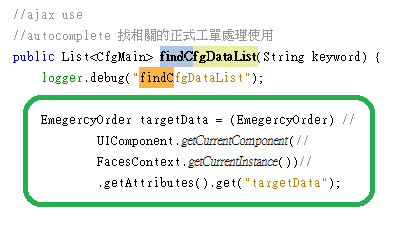 //ajax use
//autocomplete 找相關的正式工單處理使用
public List<CfgMain> findCfgDataList(String keyword) {
logger.debug("findCfgDataList");
EmegercyOrder targetData = (EmegercyOrder) //
UIComponent.getCurrentComponent(//
FacesContext.getCurrentInstance())//
.getAttributes().get("targetData");